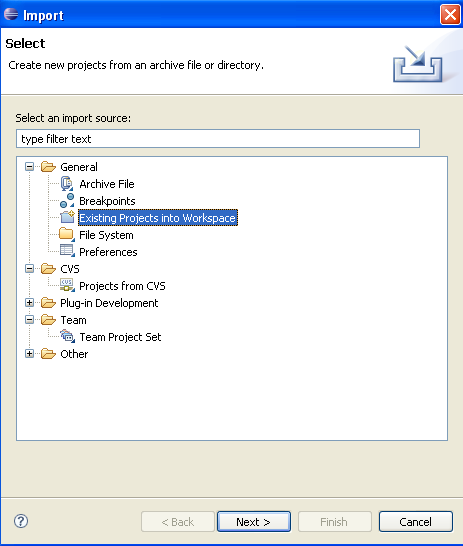 Import
Select
Create new projects from an archive file or directory.
Select an import source:
type filter text
General
Archive File
Breakpoints
Existing Projects into Workspace
File System
Preferences
CVS
Projects from CVS
Plug-in Development
Team
Team Project Set
Other
? < Back Next > Finish Cancel